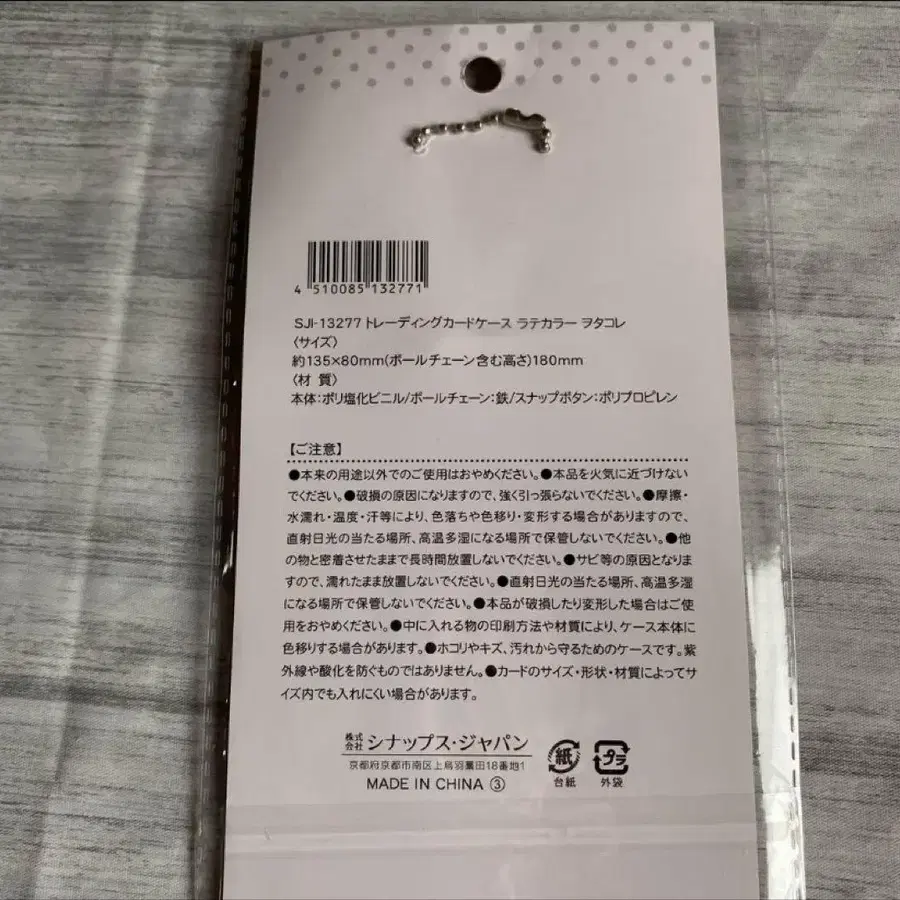 4 510085 132771
SJI-13277 トレーディングカードケース ラテカラー ヲタコレ
〈サイズ〉
約135×80mm(ボールチェーン含む高さ)180mm
〈材 質〉
本体:ポリ塩化ビニル/ボールチェーン:鉄/スナップボタン:ポリプロピレン
【ご注意】
●本来の用途以外でのご使用はおやめください。●本品を火気に近づけない
でください。●破損の原因になりますので、強く引っ張らないでください。●摩擦・
水濡れ・温度・汗等により、色落ちや色移り・変形する場合がありますので、
直射日光の当たる場所、高温多湿になる場所で保管しないでください。●他
の物と密着させたままで長時間放置しないでください。●サビ等の原因となりま
すので、濡れたまま放置しないでください。●直射日光の当たる場所、高温多湿
になる場所で保管しないでください。●本品が破損したり変形した場合はご使
用をおやめください。●中に入れる物の印刷方法や材質により、ケース本体に
色移りする場合があります。●ホコリやキズ、汚れから守るためのケースです。紫
外線や酸化を防ぐものではありません。●カードのサイズ・形状・材質によってサ
イズ内でも入れにくい場合があります。
株式会社 シナップス・ジャパン
京都府京都市南区上鳥羽藁田18番地1
MADE IN CHINA ③
紙 台紙
プラ 外袋